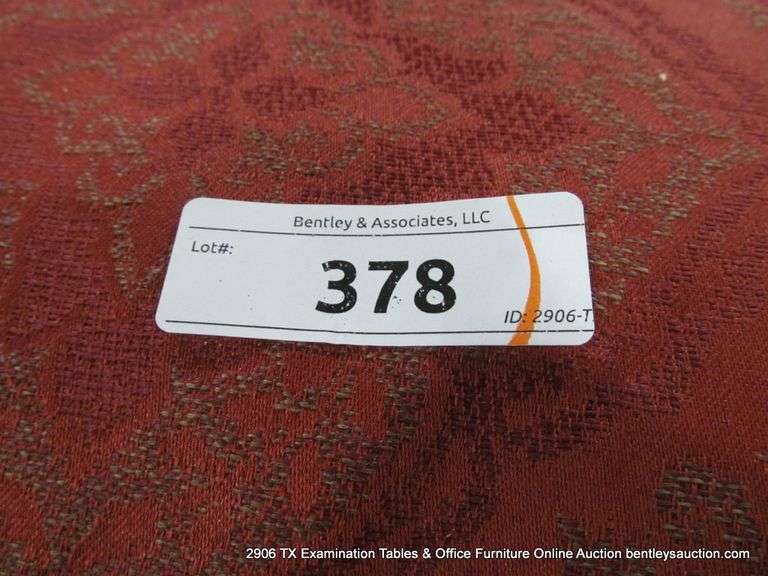 Bentley & Associates, LLC
Lot#:
378
ID: 2906-T
2906 TX Examination Tables & Office Furniture Online Auction bentleysauction.com